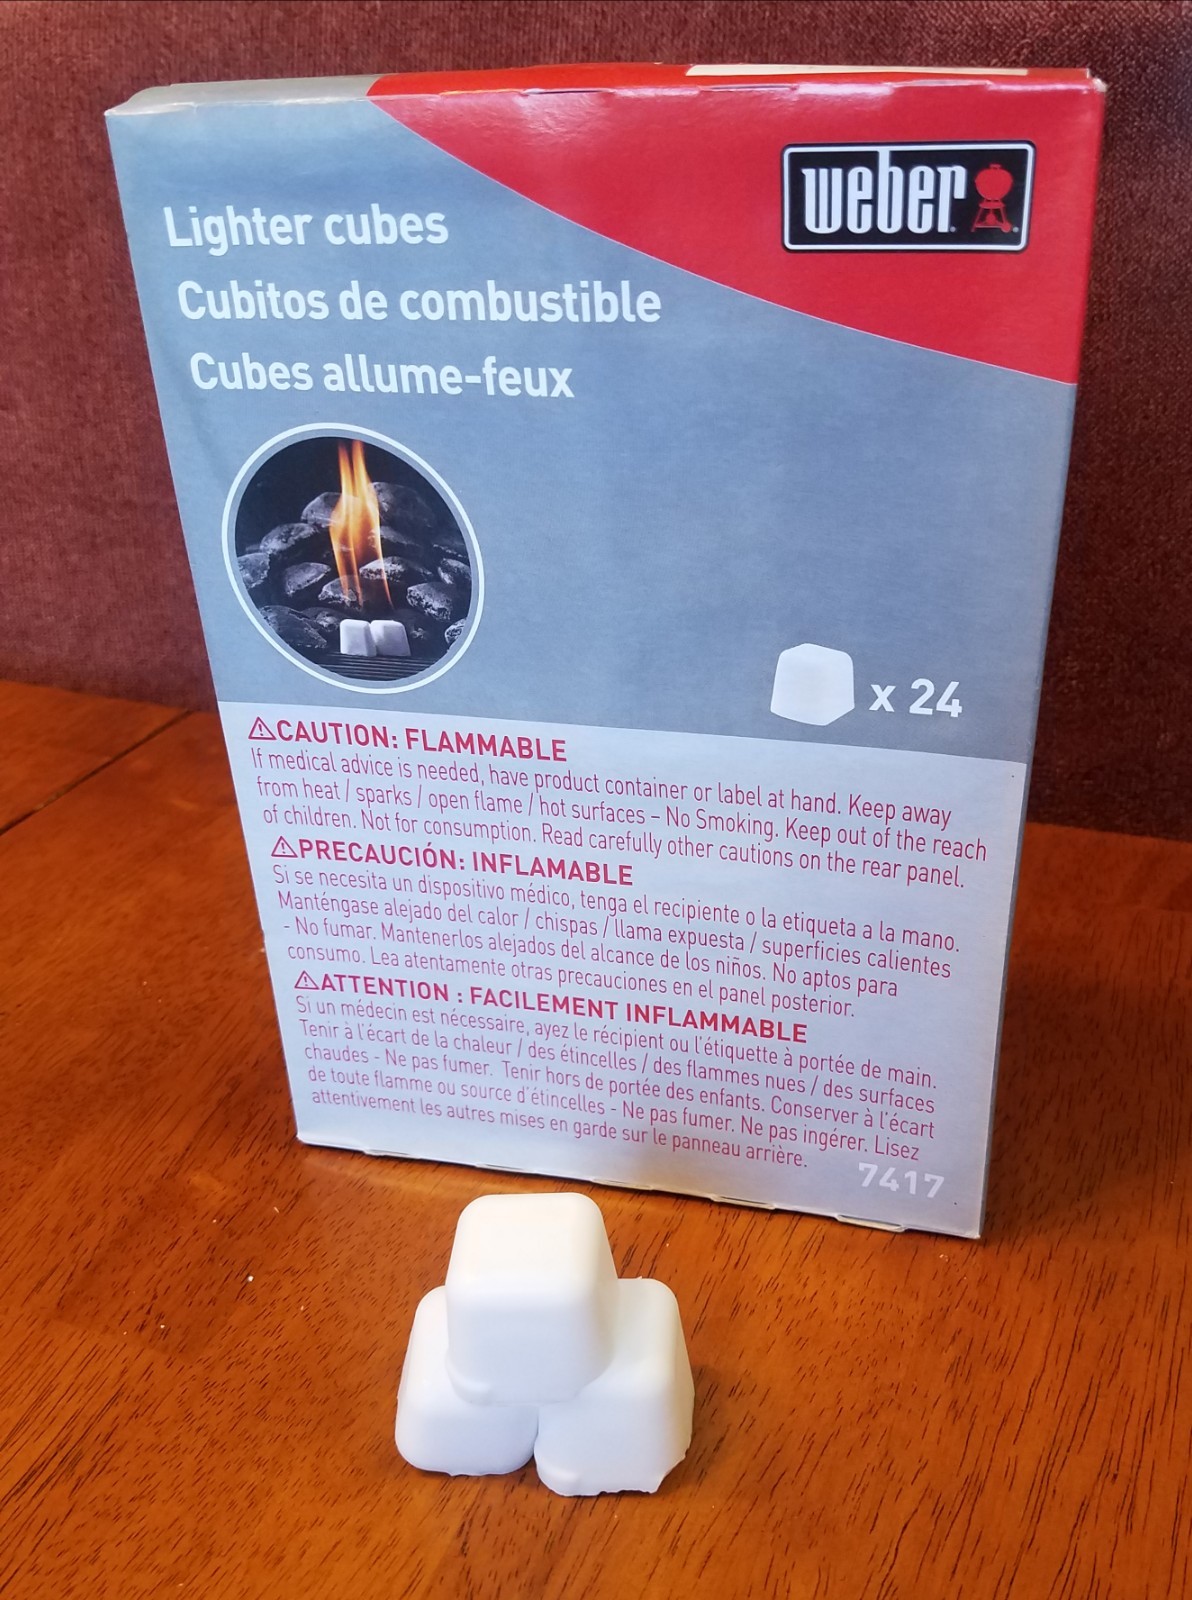 weber
Lighter cubes
Cubitos de combustible
Cubes allume-feux
x 24
CAUTION: FLAMMABLE
If medical advice is needed, have product container or label at hand. Keep away
from heat / sparks / open flame / hot surfaces – No Smoking. Keep out of the reach
of children. Not for consumption. Read carefully other cautions on the rear panel.
PRECAUCIÓN: INFLAMABLE
Si se necesita un dispositivo médico, tenga el recipiente o la etiqueta a la mano.
Manténgase alejado del calor / chispas / llama expuesta / superficies calientes
- No fumar. Mantenerlos alejados del alcance de los niños. No aptos para
consumo. Lea atentamente otras precauciones en el panel posterior.
ATTENTION : FACILEMENT INFLAMMABLE
Si un médecin est nécessaire, ayez le récipient ou l'étiquette à portée de main.
Tenir à l'écart de la chaleur / des étincelles / des flammes nues / des surfaces
chaudes - Ne pas fumer. Tenir hors de portée des enfants. Conserver à l'écart
de toute flamme ou source d'étincelles - Ne pas fumer. Ne pas ingérer. Lisez
attentivement les autres mises en garde sur le panneau arrière.
7417